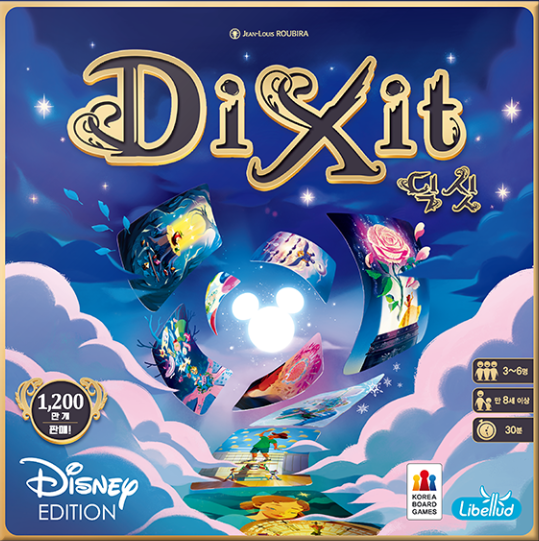 JEAN-LOUIS ROUBIRA
DiXit
딕싯
3~6명
만 8세 이상
30분
1,200
만 개
판매!
Disney
EDITION
KOREA
BOARD
GAMES
Libellud